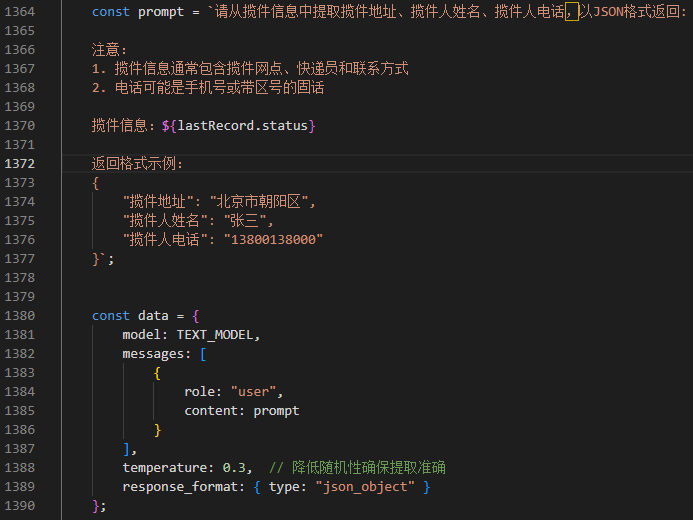 1364 const prompt = `请从揽件信息中提取揽件地址、揽件人姓名、揽件人电话，以JSON格式返回:
1365
1366 注意:
1367 1. 揽件信息通常包含揽件网点、快递员和联系方式
1368 2. 电话可能是手机号或带区号的固话
1369
1370 揽件信息: ${lastRecord.status}
1371
1372 返回格式示例:
1373 {
1374 "揽件地址": "北京市朝阳区",
1375 "揽件人姓名": "张三",
1376 "揽件人电话": "13800138000"
1377 }`;
1378
1379
1380 const data = {
1381 model: TEXT_MODEL,
1382 messages: [
1383 {
1384 role: "user",
1385 content: prompt
1386 }
1387 ],
1388 temperature: 0.3, // 降低随机性确保提取准确
1389 response_format: { type: "json_object" }
1390 };